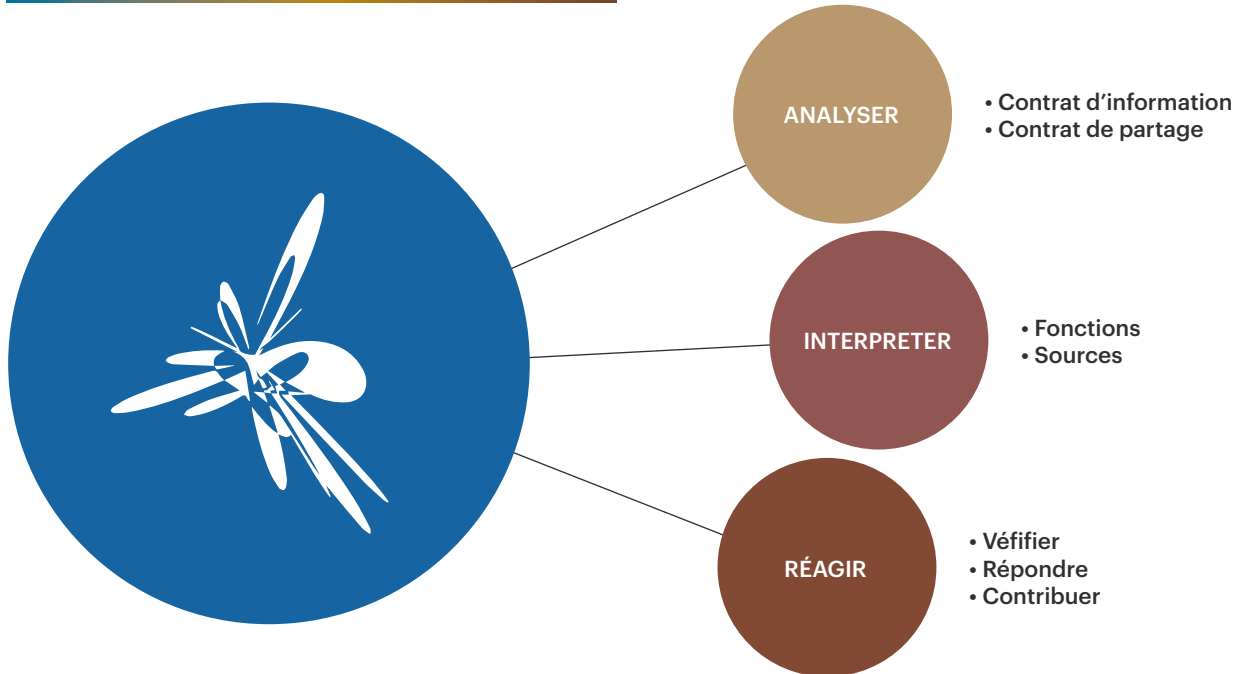 ANALYSER
• Contrat d’information
• Contrat de partage
INTERPRETER
• Fonctions
• Sources
RÉAGIR
• Véfifier
• Répondre
• Contribuer